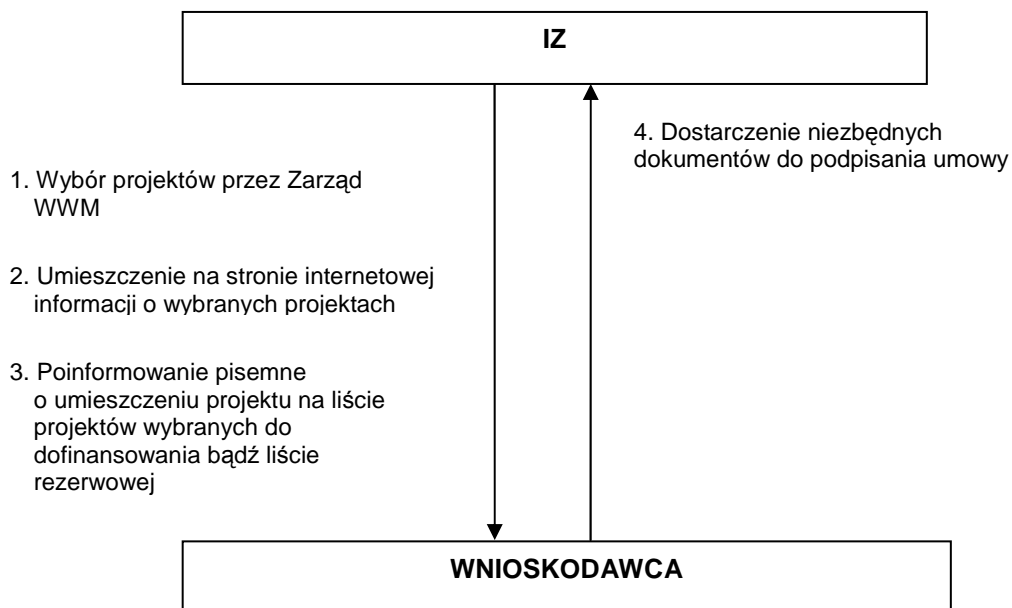 IZ
1. Wybór projektów przez Zarząd
WWM
2. Umieszczenie na stronie internetowej
informacji o wybranych projektach
3. Poinformowanie pisemne
o umieszczeniu projektu na liście
projektów wybranych do
dofinansowania bądź liście
rezerwowej
4. Dostarczenie niezbędnych
dokumentów do podpisania umowy
WNIOSKODAWCA